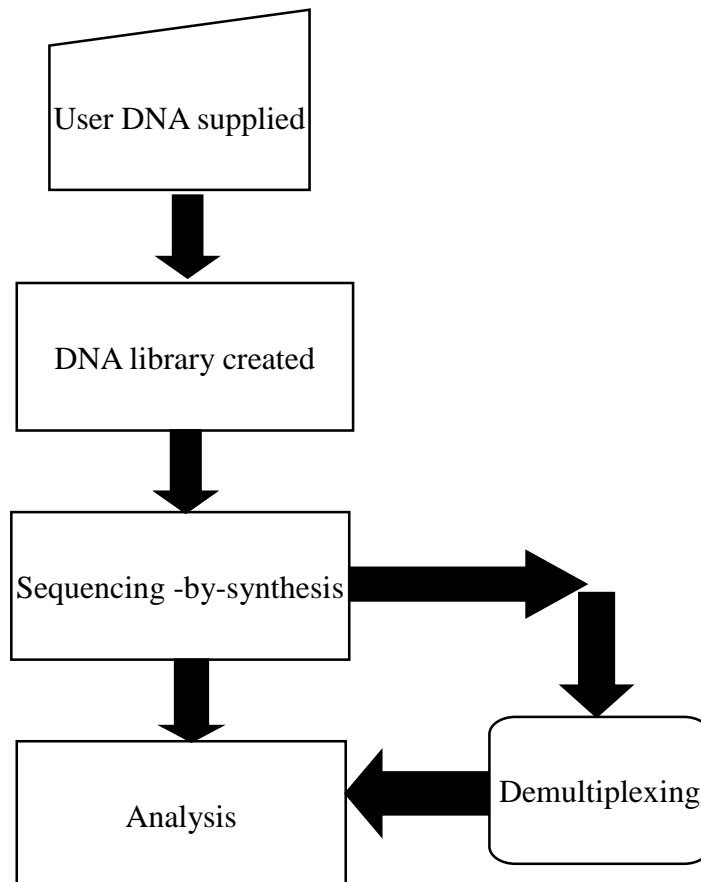 User DNA supplied
DNA library created
Sequencing -by-synthesis
Demultiplexing
Analysis